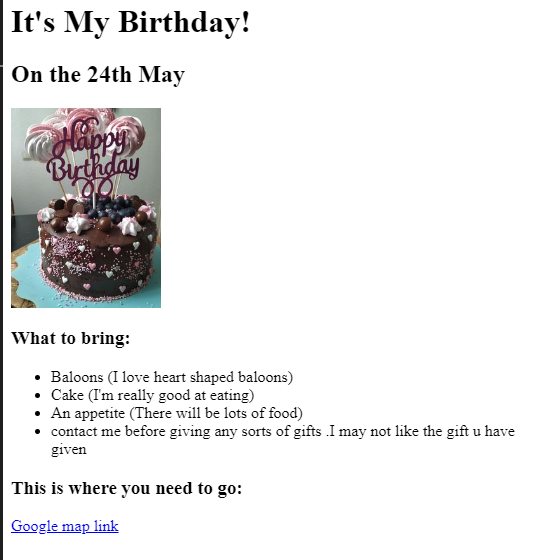 It's My Birthday!
On the 24th May
Happy
Birthday
What to bring:
Baloons (I love heart shaped baloons)
Cake (I'm really good at eating)
An appetite (There will be lots of food)
contact me before giving any sorts of gifts .I may not like the gift u have
given
This is where you need to go:
Google map link